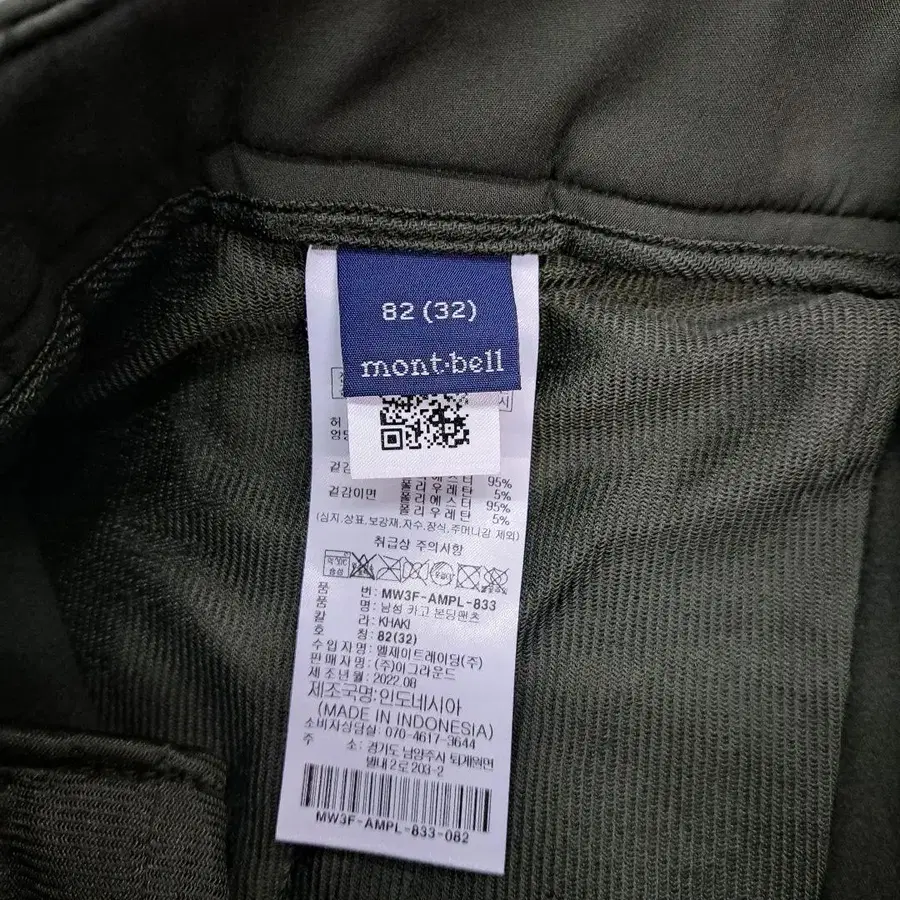 82 (32)
mont·bell
시
허
겉감
에스터 95%
폴리우레탄 5%
겉감이면 폴리에스터 95%
폴리우레탄 5%
(심지,상표,보강재,자수,장식,주머니감 제외)
취급상 주의사항
품 번: MW3F-AMPL-833
품 명: 남성 카고 본딩팬츠
칼 라: KHAKI
호 칭: 82(32)
수입자명: 엘제이트레이딩(주)
판매자명: (주)이그라운드
제조년월: 2022.08
제조국명:인도네시아
(MADE IN INDONESIA)
소비자상담실: 070-4617-3644
주 소: 경기도 남양주시 퇴계원면
별내2로 203-2
MW3F-AMPL-833-082